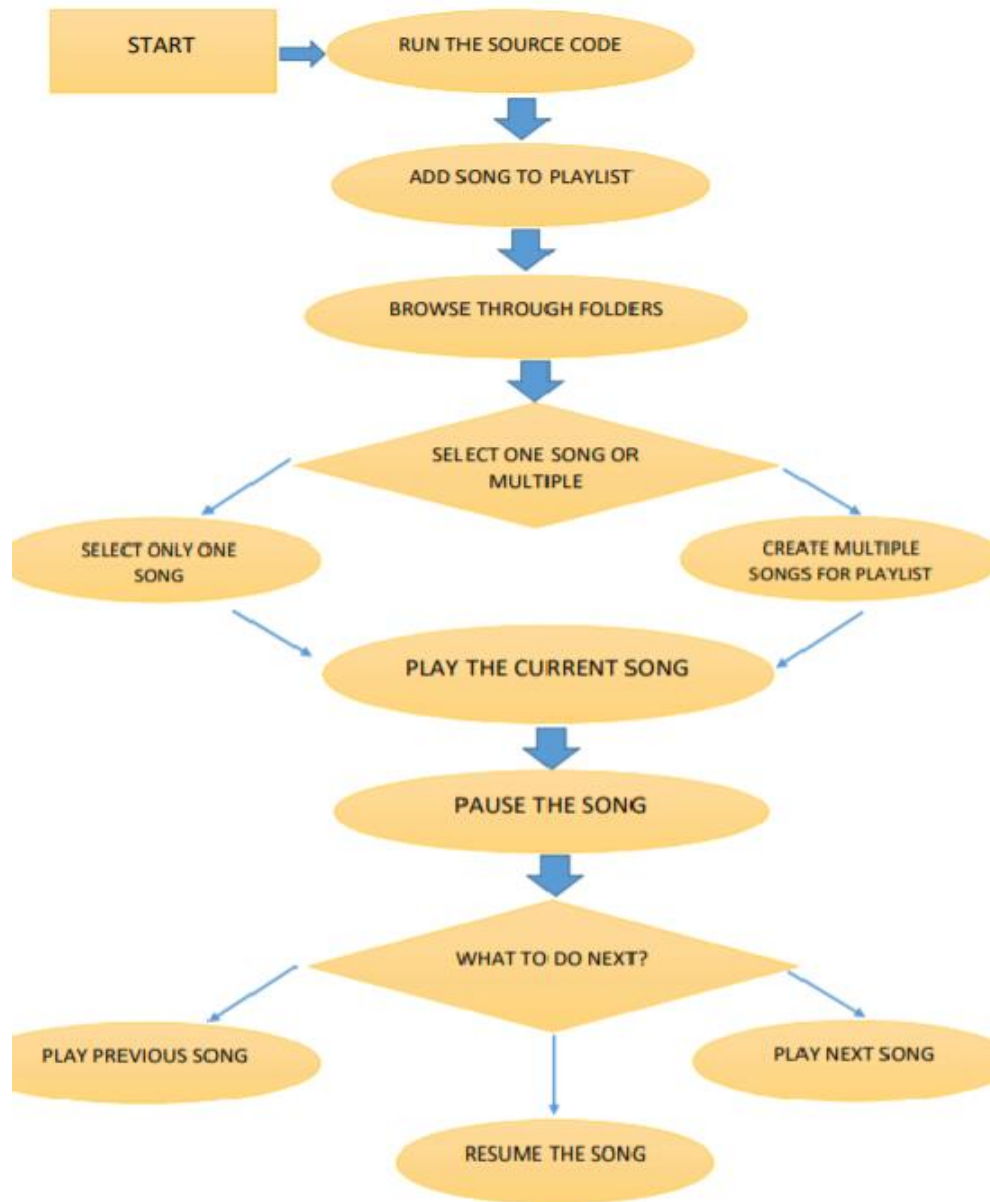 START
RUN THE SOURCE CODE
ADD SONG TO PLAYLIST
BROWSE THROUGH FOLDERS
SELECT ONE SONG OR
MULTIPLE
SELECT ONLY ONE
SONG
CREATE MULTIPLE
SONGS FOR PLAYLIST
PLAY THE CURRENT SONG
PAUSE THE SONG
WHAT TO DO NEXT?
PLAY PREVIOUS SONG
PLAY NEXT SONG
RESUME THE SONG